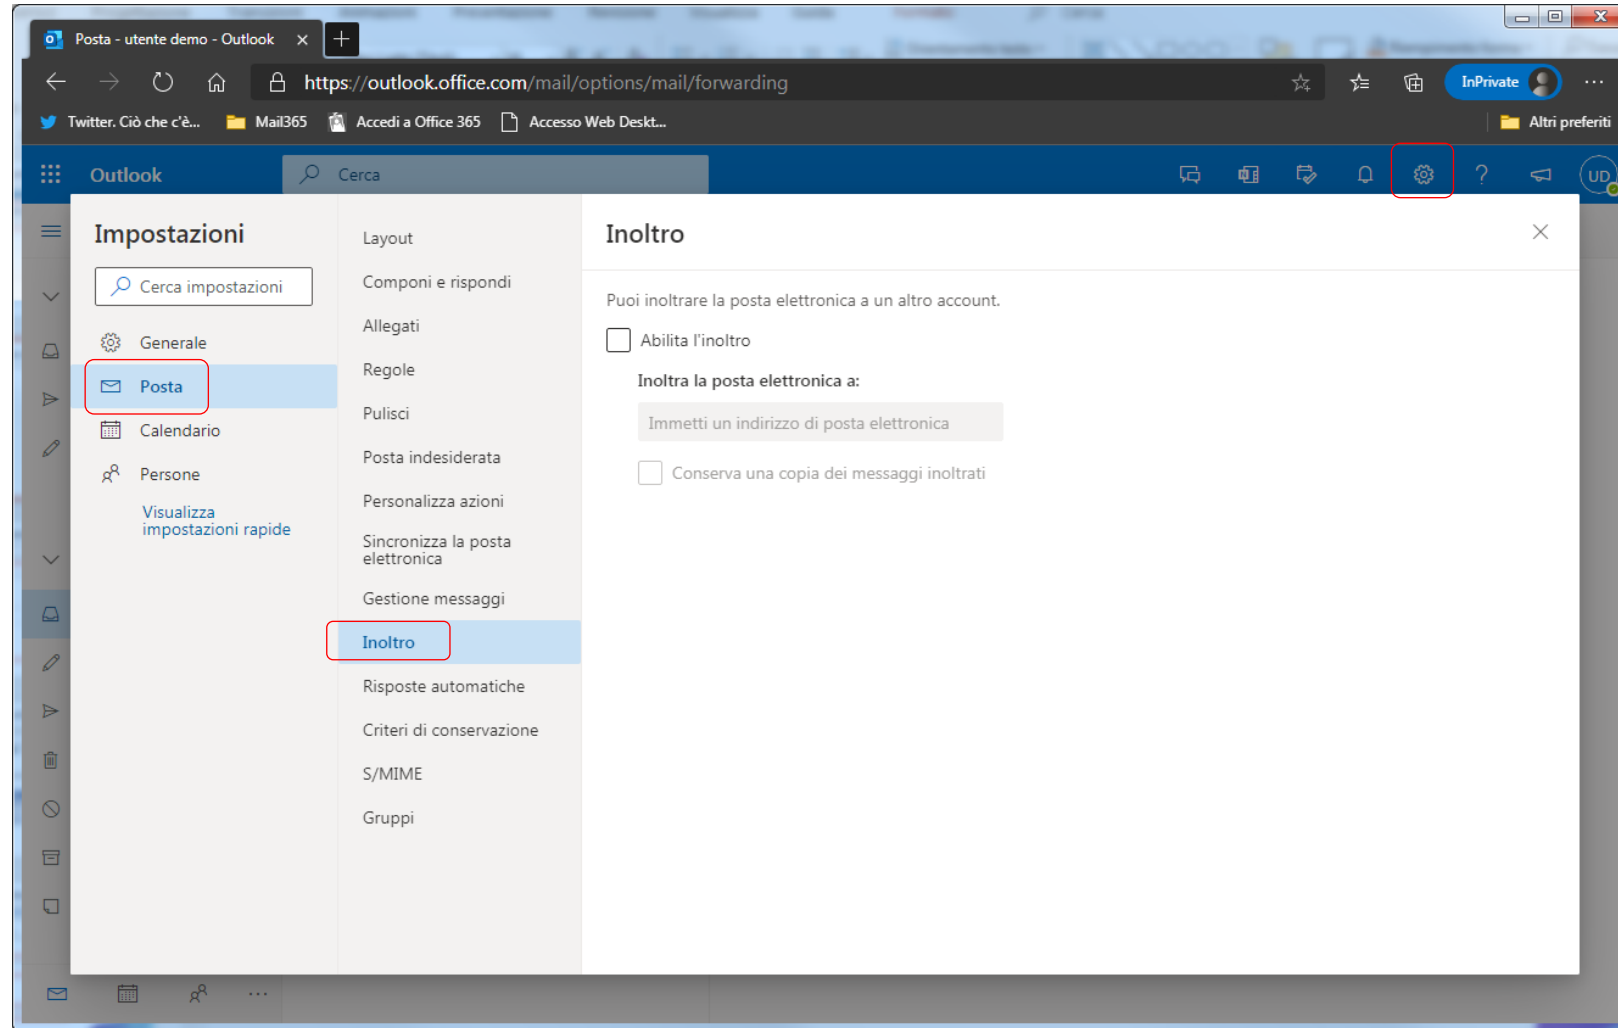 Posta - utente demo - Outlook
https://outlook.office.com/mail/options/mail/forwarding
InPrivate
Twitter. Ciò che c'è...
Mail365
Accedi a Office 365
Accesso Web Deskt...
Altri preferiti
Outlook
Cerca
UD
Impostazioni
Cerca impostazioni
Generale
Posta
Calendario
Persone
Visualizza
impostazioni rapide
Layout
Componi e rispondi
Allegati
Regole
Pulisci
Posta indesiderata
Personalizza azioni
Sincronizza la posta
elettronica
Gestione messaggi
Inoltro
Risposte automatiche
Criteri di conservazione
S/MIME
Gruppi
Inoltro
Puoi inoltrare la posta elettronica a un altro account.
Abilita l'inoltro
Inoltra la posta elettronica a:
Immetti un indirizzo di posta elettronica
Conserva una copia dei messaggi inoltrati